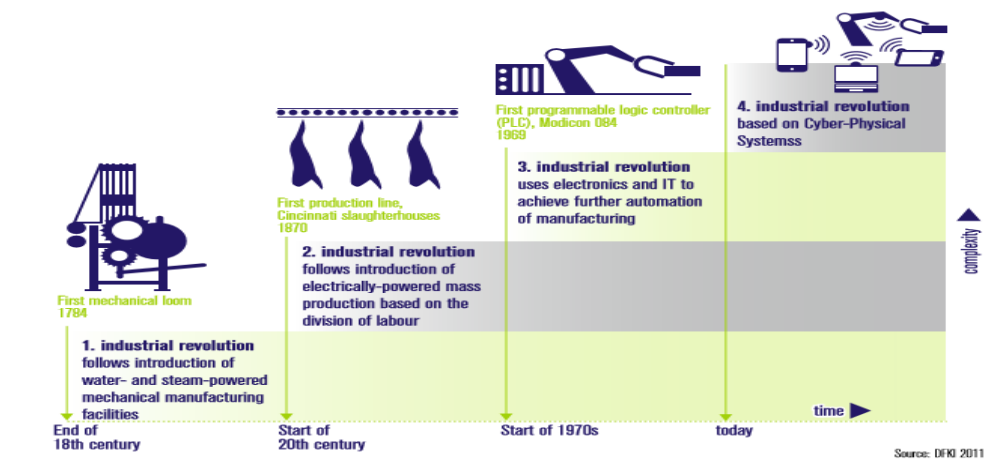 First mechanical loom
1784
1. industrial revolution
follows introduction of
water- and steam-powered
mechanical manufacturing
facilities
End of
18th century
First production line,
Cincinnati slaughterhouses
1870
2. industrial revolution
follows introduction of
electrically-powered mass
production based on the
division of labour
Start of
20th century
First programmable logic controller
(PLC), Modicon 084
1969
3. industrial revolution
uses electronics and IT to
achieve further automation
of manufacturing
Start of 1970s
4. industrial revolution
based on Cyber-Physical
Systemss
today
time
complexity
Source: DFKI 2011